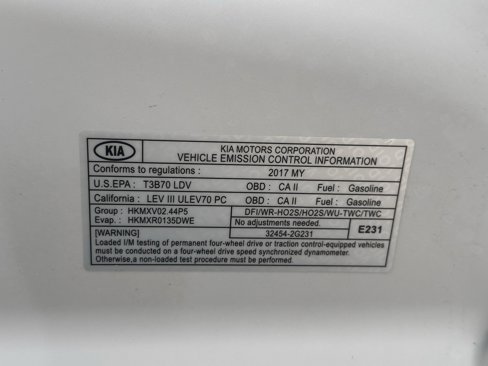 KIA
KIA MOTORS CORPORATION
VEHICLE EMISSION CONTROL INFORMATION
Conforms to regulations : 2017 MY
U.S.EPA : T3B70 LDV OBD : CA II Fuel : Gasoline
California : LEV III ULEV70 PC OBD : CA II Fuel : Gasoline
Group : HKMXV02.44P5 DFI/WR-HO2S/HO2S/WU-TWC/TWC
Evap. : HKMXR0135DWE No adjustments needed. E231
[WARNING] 32454-2G231
Loaded I/M testing of permanent four-wheel drive or traction control-equipped vehicles
must be conducted on a four-wheel drive speed synchronized dynamometer.
Otherwise,a non-loaded test procedure must be performed.